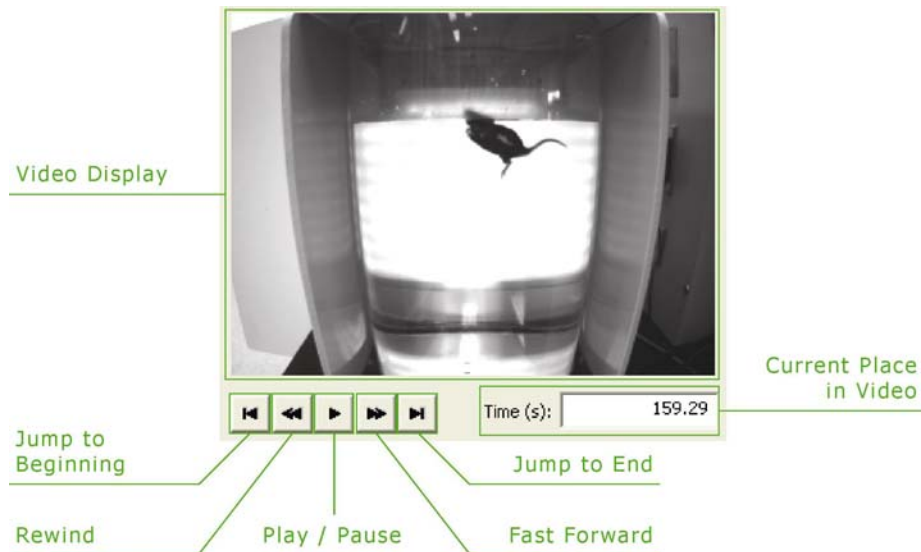 Video Display
Time (s): 159.29
Current Place
in Video
Jump to
Beginning
Jump to End
Rewind
Play / Pause
Fast Forward